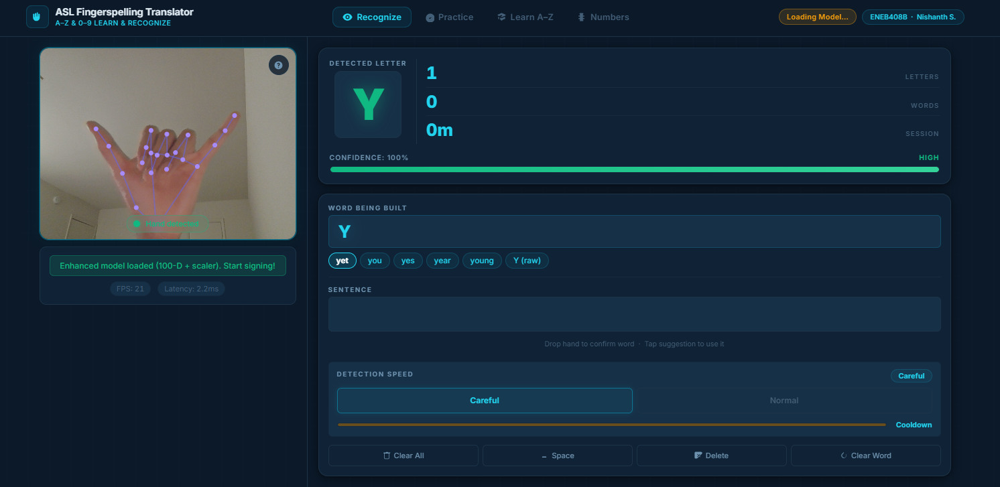 ASL Fingerspelling Translator
A–Z & 0–9 LEARN & RECOGNIZE
Recognize
Practice
Learn A–Z
Numbers
Loading Model...
ENEB408B · Nishanth S.
?
Hand detected
Enhanced model loaded (100-D + scaler). Start signing!
FPS: 21
Latency: 2.2ms
DETECTED LETTER
Y
1 LETTERS
0 WORDS
0m SESSION
CONFIDENCE: 100% HIGH
WORD BEING BUILT
Y
yet you yes year young Y (raw)
SENTENCE
Drop hand to confirm word · Tap suggestion to use it
DETECTION SPEED Careful
Careful Normal
Cooldown
Clear All Space Delete Clear Word